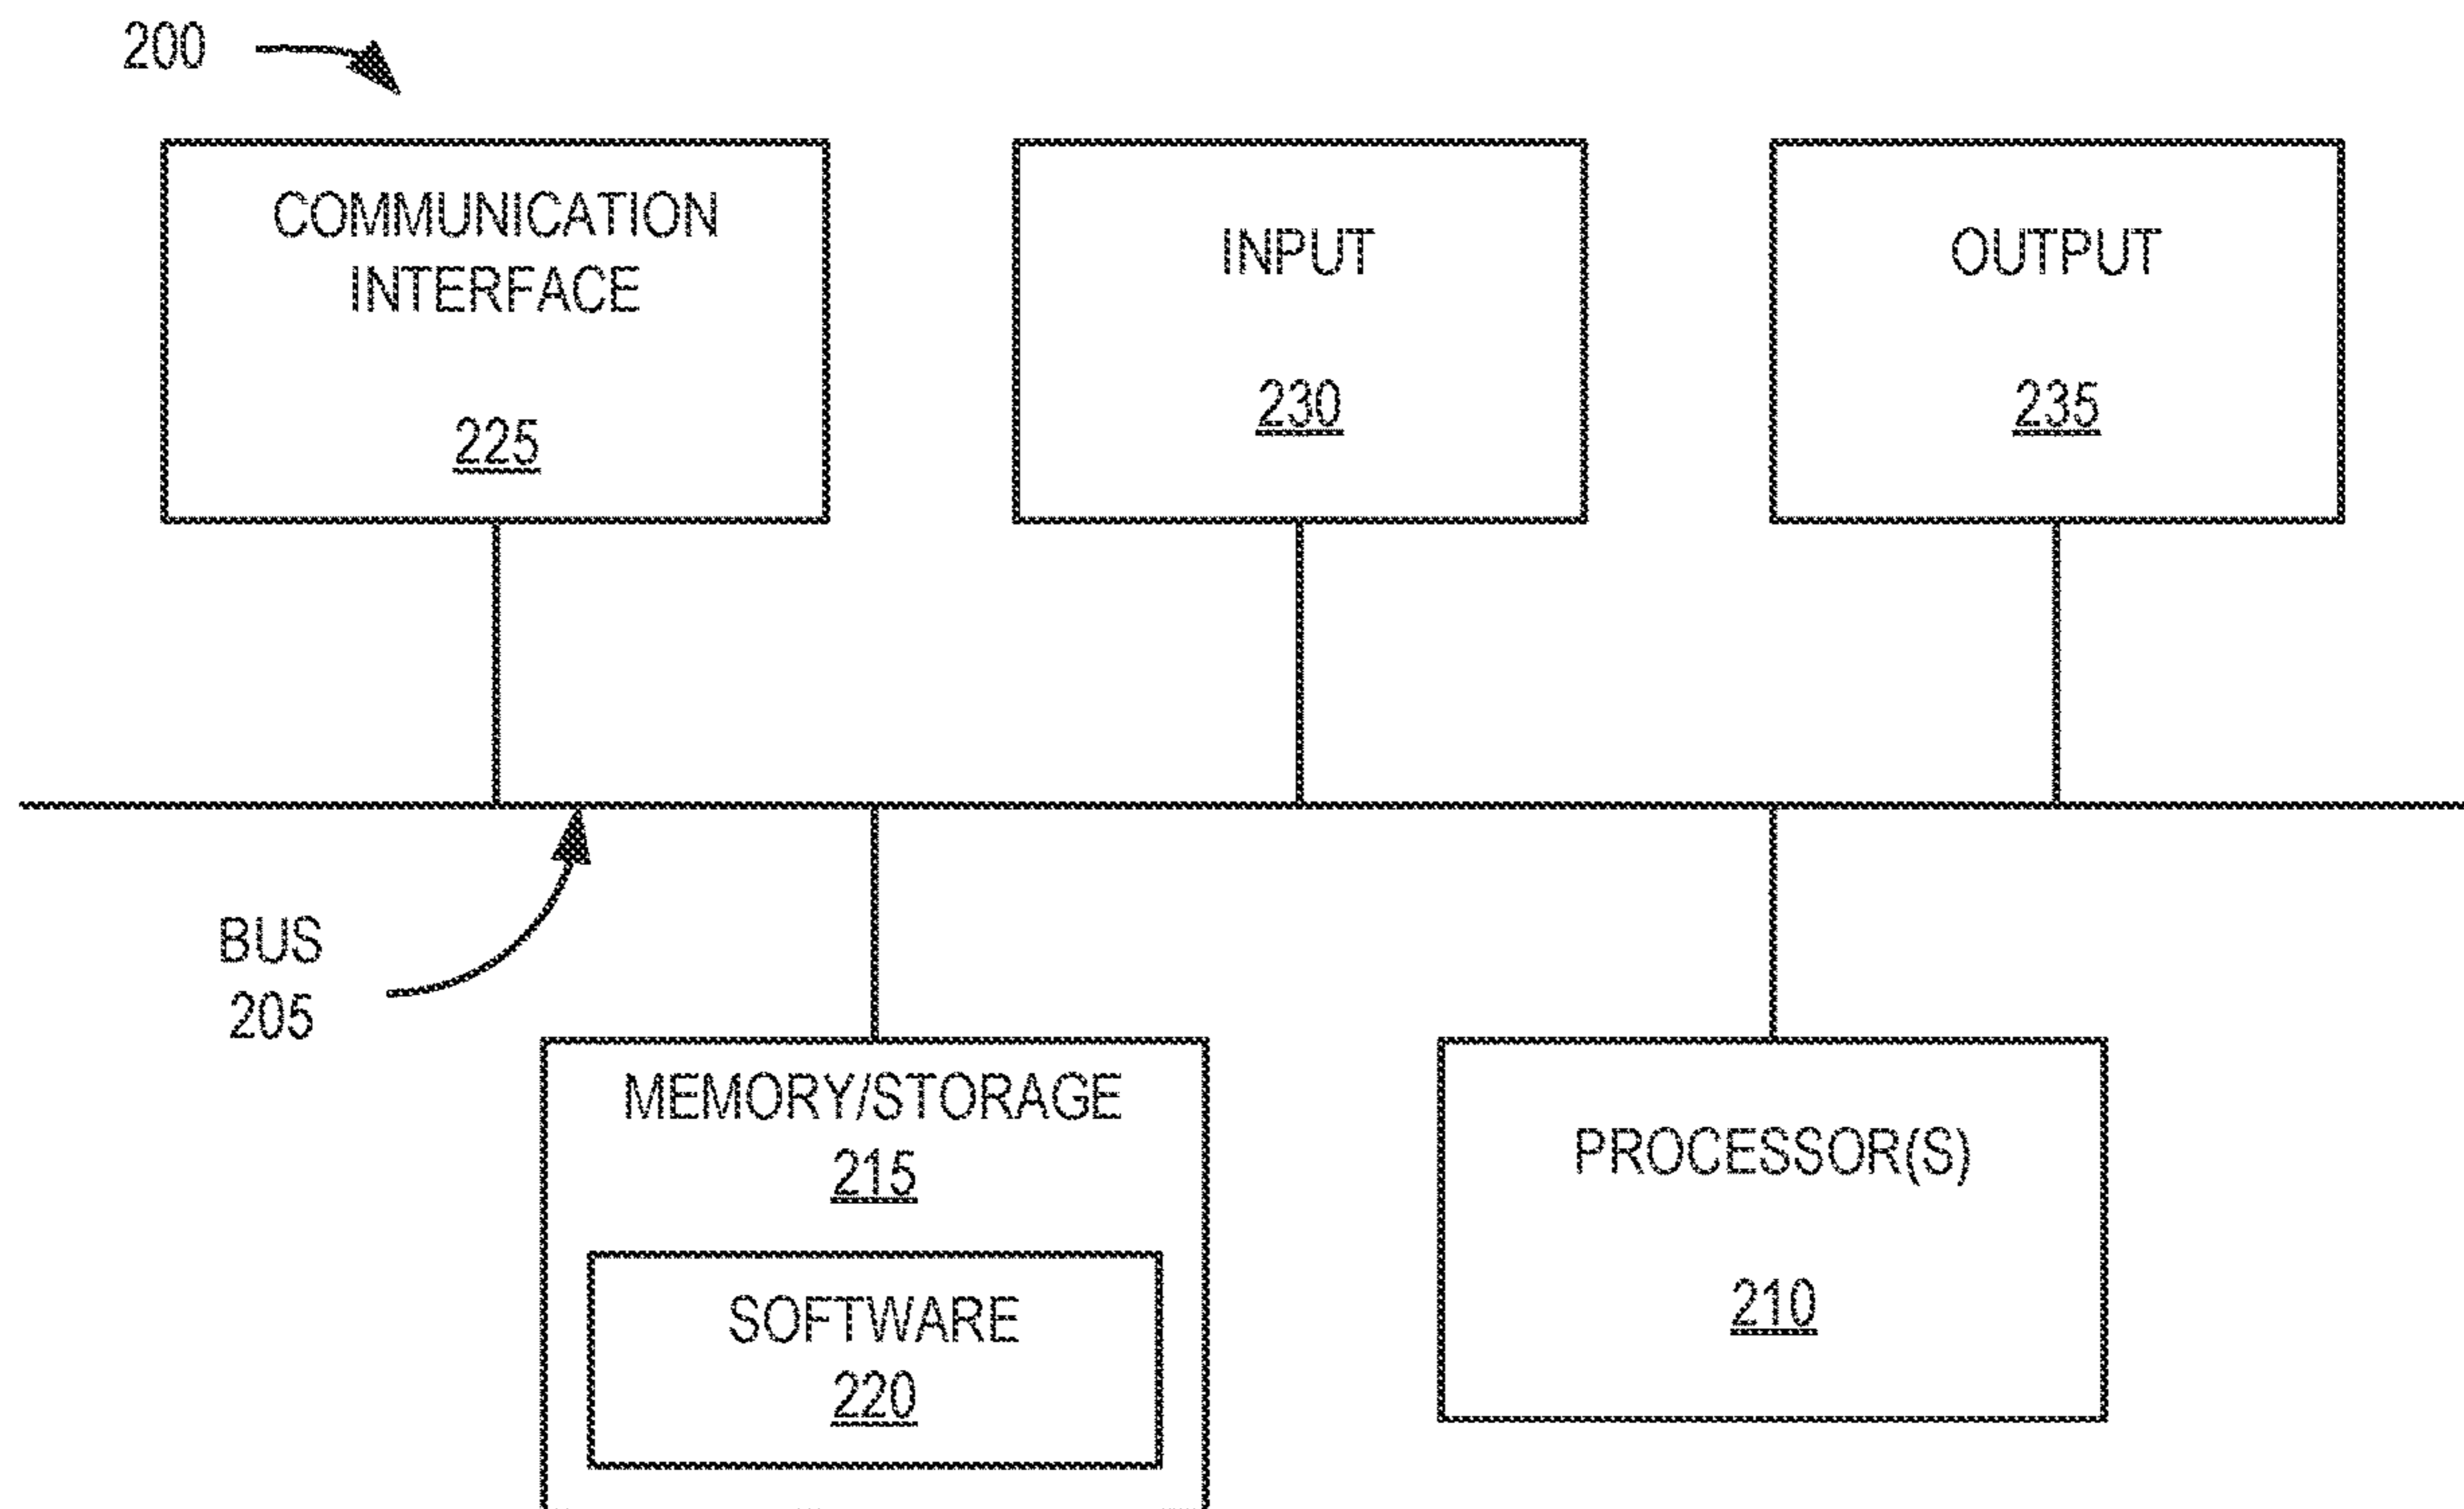 200
COMMUNICATION
INTERFACE
225
INPUT
230
OUTPUT
235
BUS
205
MEMORY/STORAGE
215
SOFTWARE
220
PROCESSOR(S)
210